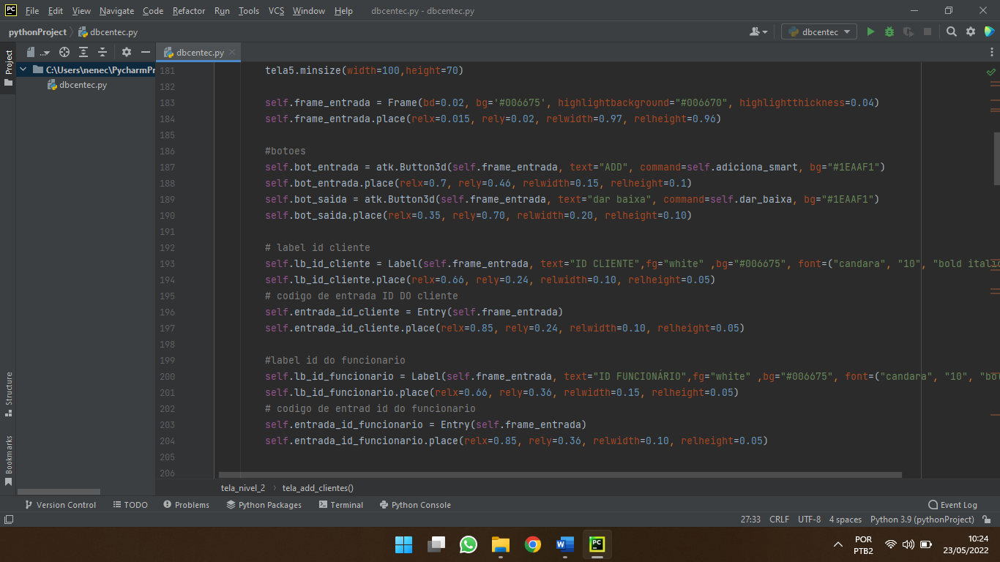 PC File Edit View Navigate Code Refactor Run Tools VCS Window Help dbcentec.py - dbcentec.py
pythonProject dbcentec.py dbcentec
Project dbcentec.py
C:\Users\nenec\PycharmPr
dbcentec.py
181 tela5.minsize(width=100,height=70)
182
183 self.frame_entrada = Frame(bd=0.02, bg='#006675', highlightbackground="#006670", highlightthickness=0.04)
184 self.frame_entrada.place(relx=0.015, rely=0.02, relwidth=0.97, relheight=0.96)
185
186 #botoes
187 self.bot_entrada = atk.Button3d(self.frame_entrada, text="ADD", command=self.adiciona_smart, bg="#1EAAF1")
188 self.bot_entrada.place(relx=0.7, rely=0.46, relwidth=0.15, relheight=0.1)
189 self.bot_saida = atk.Button3d(self.frame_entrada, text="dar baixa", command=self.dar_baixa, bg="#1EAAF1")
190 self.bot_saida.place(relx=0.35, rely=0.70, relwidth=0.20, relheight=0.10)
191
192 # label id cliente
193 self.lb_id_cliente = Label(self.frame_entrada, text="ID CLIENTE",fg="white" ,bg="#006675", font=("candara", "10", "bold italic
194 self.lb_id_cliente.place(relx=0.66, rely=0.24, relwidth=0.10, relheight=0.05)
195 # codigo de entrada ID DO cliente
196 self.entrada_id_cliente = Entry(self.frame_entrada)
197 self.entrada_id_cliente.place(relx=0.85, rely=0.24, relwidth=0.10, relheight=0.05)
198
199 #label id do funcionario
200 self.lb_id_funcionario = Label(self.frame_entrada, text="ID FUNCIONÁRIO",fg="white" ,bg="#006675", font=("candara", "10", "bol
201 self.lb_id_funcionario.place(relx=0.66, rely=0.36, relwidth=0.15, relheight=0.05)
202 # codigo de entrad id do funcionario
203 self.entrada_id_funcionario = Entry(self.frame_entrada)
204 self.entrada_id_funcionario.place(relx=0.85, rely=0.36, relwidth=0.10, relheight=0.05)
205
206
Structure
Bookmarks
tela_nivel_2 tela_add_clientes()
Version Control TODO Problems Python Packages Terminal Python Console Event Log
27:33 CRLF UTF-8 4 spaces Python 3.9 (pythonProject)
W PC POR 10:24
PTB2 23/05/2022